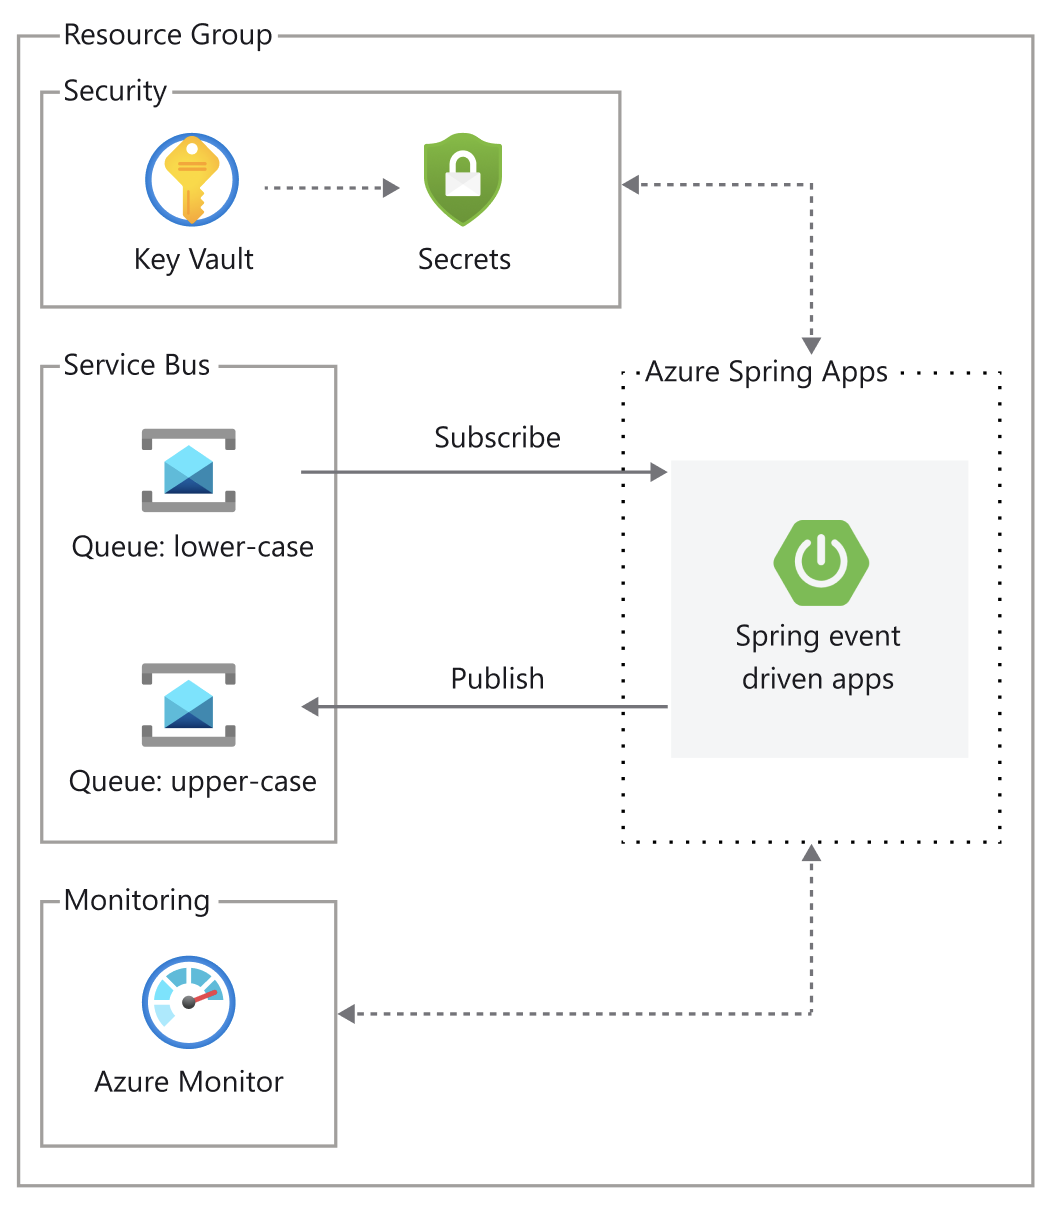 Resource Group
Security
Key Vault
Secrets
Service Bus
Azure Spring Apps
Subscribe
Queue: lower-case
Spring event
driven apps
Publish
Queue: upper-case
Monitoring
Azure Monitor